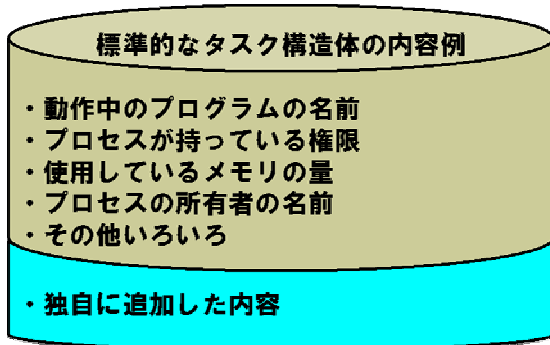 標準的なタスク構造体の内容例
・動作中のプログラムの名前
・プロセスが持っている権限
・使用しているメモリの量
・プロセスの所有者の名前
・その他いろいろ
・独自に追加した内容